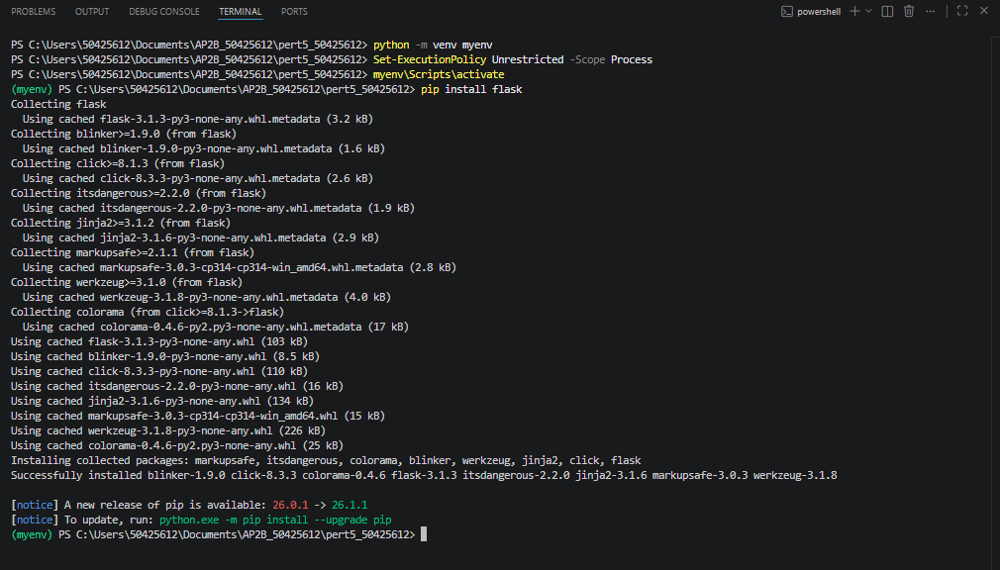 PROBLEMS OUTPUT DEBUG CONSOLE TERMINAL PORTS powershell
PS C:\Users\50425612\Documents\AP2B_50425612\pert5_50425612> python -m venv myenv
PS C:\Users\50425612\Documents\AP2B_50425612\pert5_50425612> Set-ExecutionPolicy Unrestricted -Scope Process
PS C:\Users\50425612\Documents\AP2B_50425612\pert5_50425612> myenv\Scripts\activate
(myenv) PS C:\Users\50425612\Documents\AP2B_50425612\pert5_50425612> pip install flask
Collecting flask
  Using cached flask-3.1.3-py3-none-any.whl.metadata (3.2 kB)
Collecting blinker>=1.9.0 (from flask)
  Using cached blinker-1.9.0-py3-none-any.whl.metadata (1.6 kB)
Collecting click>=8.1.3 (from flask)
  Using cached click-8.3.3-py3-none-any.whl.metadata (2.6 kB)
Collecting itsdangerous>=2.2.0 (from flask)
  Using cached itsdangerous-2.2.0-py3-none-any.whl.metadata (1.9 kB)
Collecting jinja2>=3.1.2 (from flask)
  Using cached jinja2-3.1.6-py3-none-any.whl.metadata (2.9 kB)
Collecting markupsafe>=2.1.1 (from flask)
  Using cached markupsafe-3.0.3-cp314-cp314-win_amd64.whl.metadata (2.8 kB)
Collecting werkzeug>=3.1.0 (from flask)
  Using cached werkzeug-3.1.8-py3-none-any.whl.metadata (4.0 kB)
Collecting colorama (from click>=8.1.3->flask)
  Using cached colorama-0.4.6-py2.py3-none-any.whl.metadata (17 kB)
Using cached flask-3.1.3-py3-none-any.whl (103 kB)
Using cached blinker-1.9.0-py3-none-any.whl (8.5 kB)
Using cached click-8.3.3-py3-none-any.whl (110 kB)
Using cached itsdangerous-2.2.0-py3-none-any.whl (16 kB)
Using cached jinja2-3.1.6-py3-none-any.whl (134 kB)
Using cached markupsafe-3.0.3-cp314-cp314-win_amd64.whl (15 kB)
Using cached werkzeug-3.1.8-py3-none-any.whl (226 kB)
Using cached colorama-0.4.6-py2.py3-none-any.whl (25 kB)
Installing collected packages: markupsafe, itsdangerous, colorama, blinker, werkzeug, jinja2, click, flask
Successfully installed blinker-1.9.0 click-8.3.3 colorama-0.4.6 flask-3.1.3 itsdangerous-2.2.0 jinja2-3.1.6 markupsafe-3.0.3 werkzeug-3.1.8
[notice] A new release of pip is available: 26.0.1 -> 26.1.1
[notice] To update, run: python.exe -m pip install --upgrade pip
(myenv) PS C:\Users\50425612\Documents\AP2B_50425612\pert5_50425612>